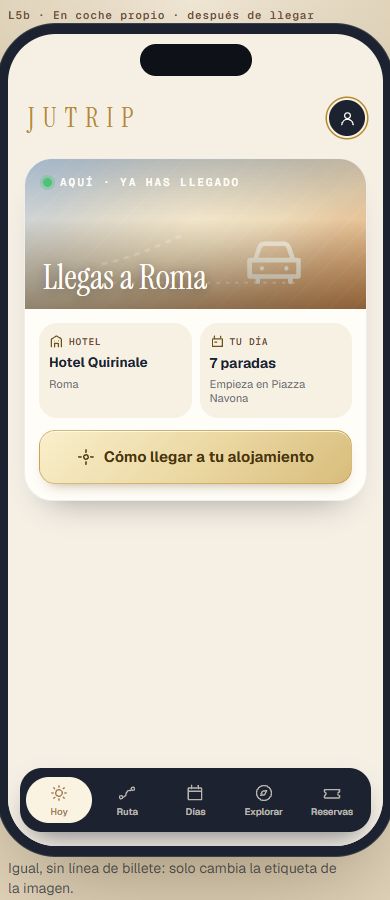 L5b · En coche propio · después de llegar
JUTRIP
AQUÍ · YA HAS LLEGADO
Llegas a Roma
HOTEL
Hotel Quirinale
Roma
TU DÍA
7 paradas
Empieza en Piazza
Navona
Cómo llegar a tu alojamiento
Hoy
Ruta
Días
Explorar
Reservas
Igual, sin línea de billete: solo cambia la etiqueta de
la imagen.